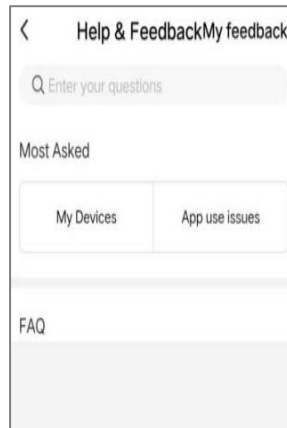 Help & FeedbackMy feedback
Enter your questions
Most Asked
My Devices App use issues
FAQ